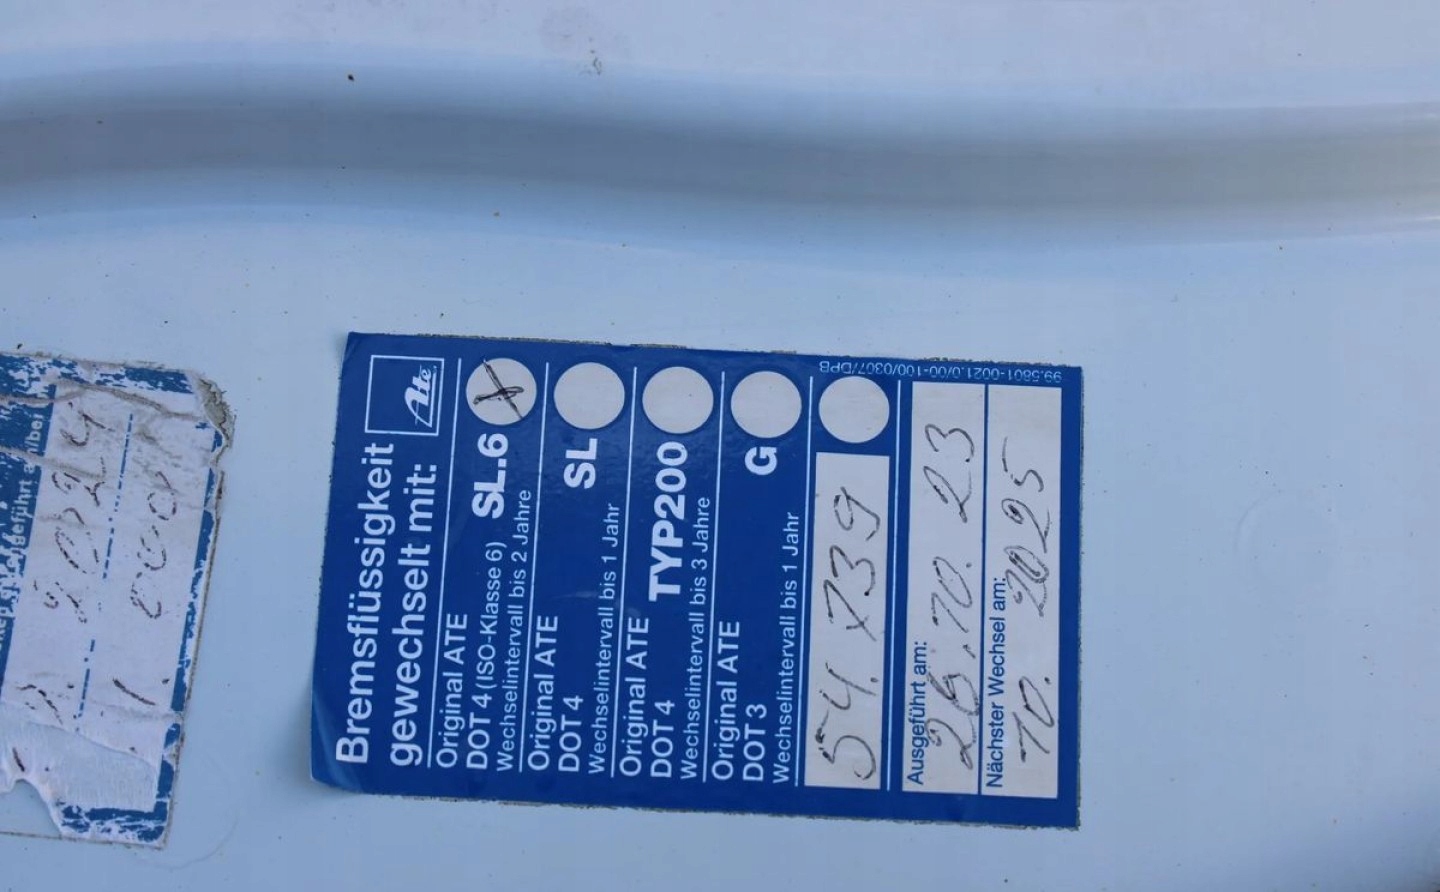 Bremsflüssigkeit
gewechselt mit:
Ate
Original ATE
DOT 4 (ISO-Klasse 6) SL.6
Wechselintervall bis 2 Jahre
Original ATE
DOT 4 SL
Wechselintervall bis 1 Jahr
Original ATE
DOT 4 TYP200
Wechselintervall bis 3 Jahre
Original ATE
DOT 3 G
Wechselintervall bis 1 Jahr
54.739
Ausgeführt am:
26.10.23
Nächster Wechsel am:
10.2025
99.5801-0021.0/00-100/0307/DPB